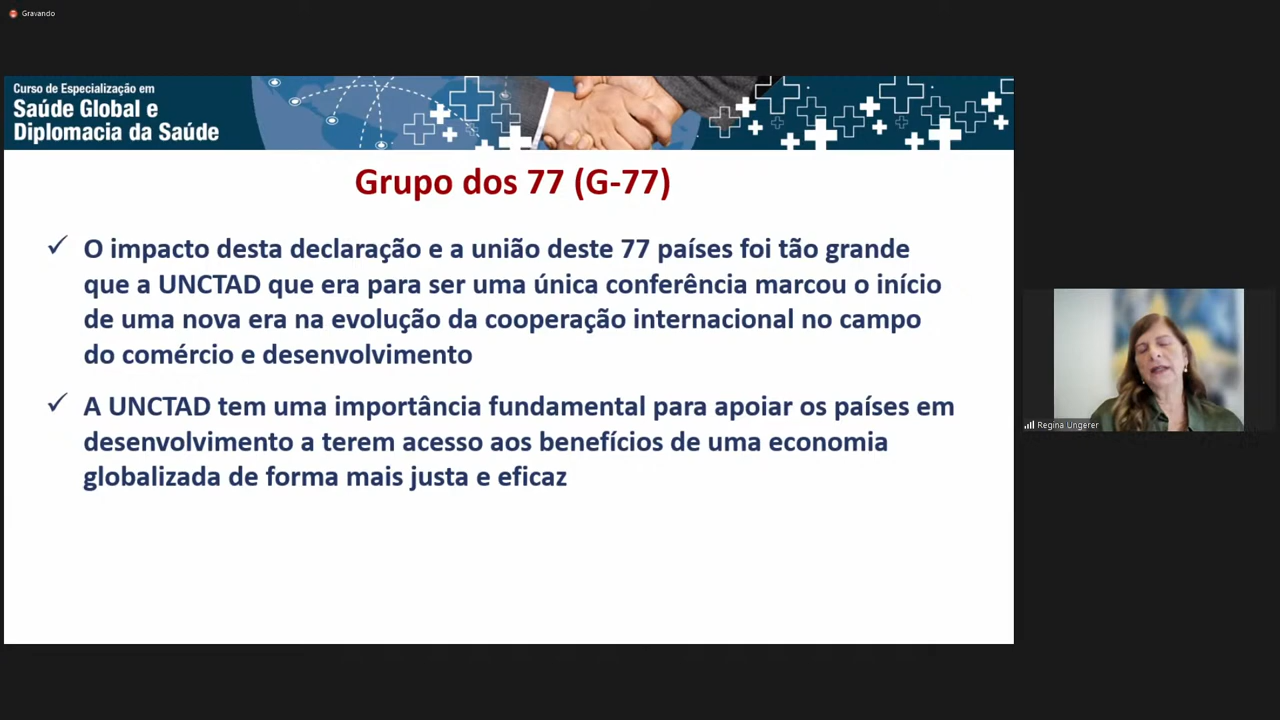 Gravando
Curso de Especialização em
Saúde Global e
Diplomacia da Saúde
Grupo dos 77 (G-77)
✓ O impacto desta declaração e a união deste 77 países foi tão grande
que a UNCTAD que era para ser uma única conferência marcou o início
de uma nova era na evolução da cooperação internacional no campo
do comércio e desenvolvimento
✓ A UNCTAD tem uma importância fundamental para apoiar os países em
desenvolvimento a terem acesso aos benefícios de uma economia
globalizada de forma mais justa e eficaz
Regina Ungerer